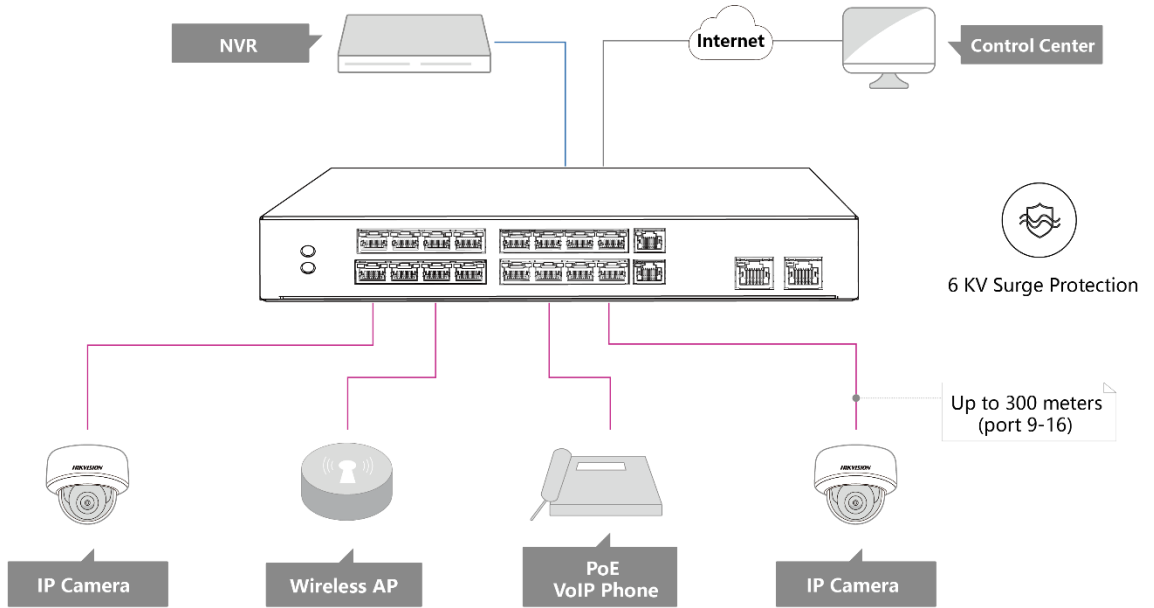 NVR
Internet
Control Center
6 KV Surge Protection
Up to 300 meters
(port 9-16)
HIKVISION
HIKVISION
IP Camera
Wireless AP
PoE
VoIP Phone
IP Camera